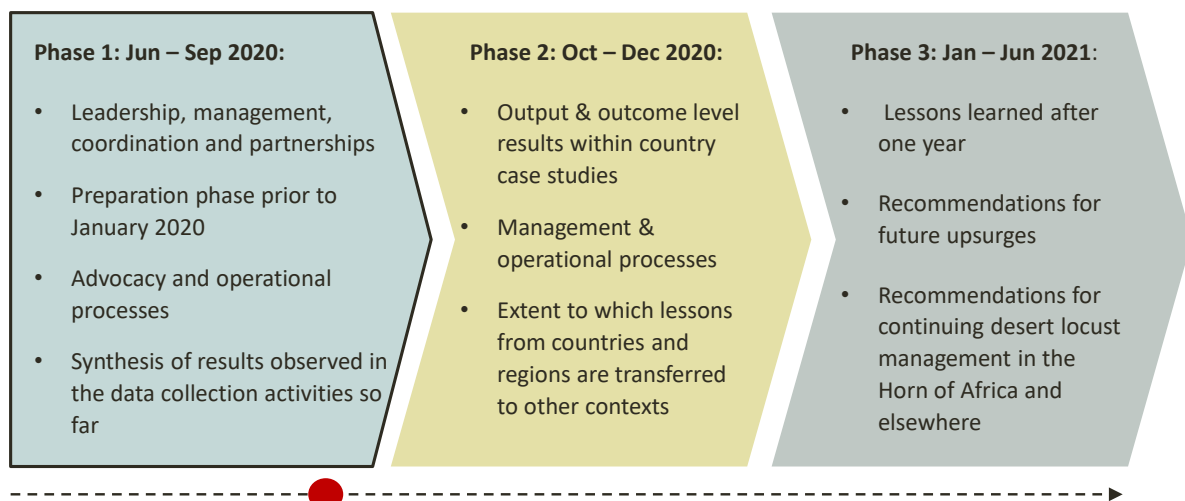 Phase 1: Jun – Sep 2020:
• Leadership, management,
coordination and partnerships
• Preparation phase prior to
January 2020
• Advocacy and operational
processes
• Synthesis of results observed in
the data collection activities so
far
Phase 2: Oct – Dec 2020:
• Output & outcome level
results within country
case studies
• Management &
operational processes
• Extent to which lessons
from countries and
regions are transferred
to other contexts
Phase 3: Jan – Jun 2021:
• Lessons learned after
one year
• Recommendations for
future upsurges
• Recommendations for
continuing desert locust
management in the
Horn of Africa and
elsewhere